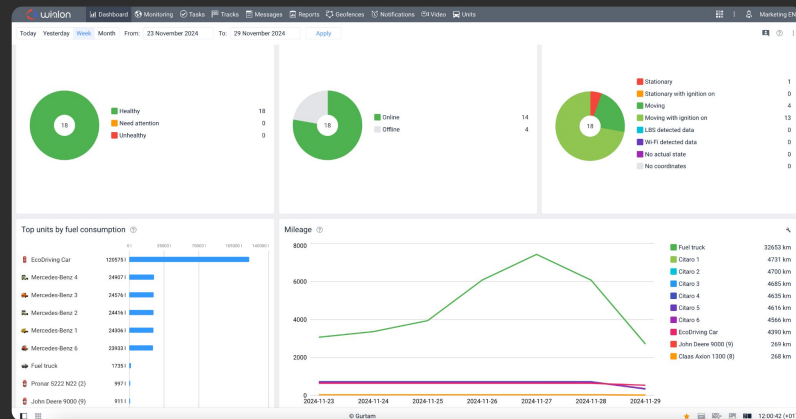 wialon Dashboard Monitoring Tasks Tracks Messages Reports Geofences Notifications Video Units Marketing EN
Today Yesterday Week Month From: 23 November 2024 To: 29 November 2024 Apply
18
Healthy 18
Need attention 0
Unhealthy 0
18
Online 14
Offline 4
18
Stationary 1
Stationary with ignition on 0
Moving 4
Moving with ignition on 13
LBS detected data 0
Wi-Fi detected data 0
No actual state 0
No coordinates 0
Top units by fuel consumption
EcoDriving Car 120575 l
Mercedes-Benz 4 24907 l
Mercedes-Benz 3 24576 l
Mercedes-Benz 2 24416 l
Mercedes-Benz 1 24306 l
Mercedes-Benz 6 23933 l
Fuel truck 1735 l
Pronar 5222 N22 (2) 997 l
John Deere 9000 (9) 911 l
Mileage
8000
6000
4000
2000
0
2024-11-23 2024-11-24 2024-11-25 2024-11-26 2024-11-27 2024-11-28 2024-11-29
Fuel truck 32653 km
Citaro 1 4731 km
Citaro 2 4700 km
Citaro 3 4685 km
Citaro 4 4635 km
Citaro 5 4616 km
Citaro 6 4566 km
EcoDriving Car 4390 km
John Deere 9000 (9) 269 km
Claas Axion 1300 (8) 268 km
© Gurtam
12:00:42 (+01